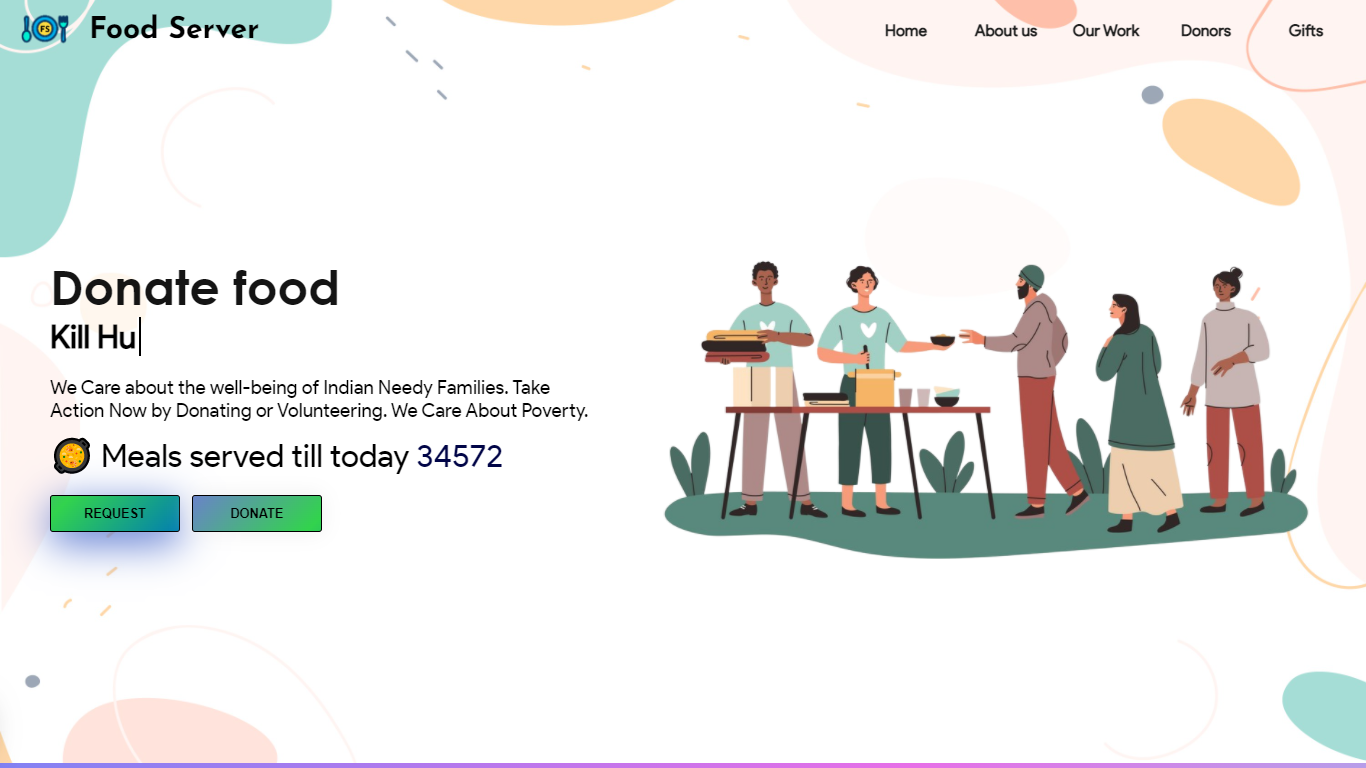 FS
Food Server
Home
About us
Our Work
Donors
Gifts
Donate food
Kill Hu
We Care about the well-being of Indian Needy Families. Take
Action Now by Donating or Volunteering. We Care About Poverty.
Meals served till today 34572
REQUEST
DONATE